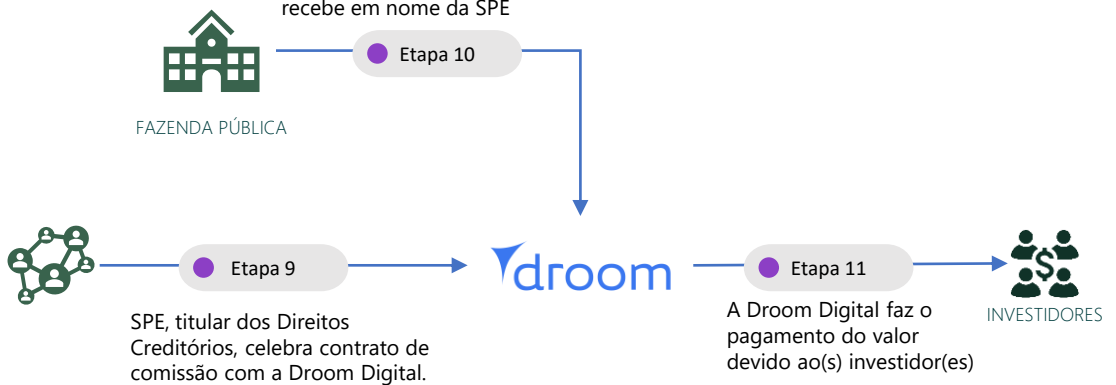 recebe em nome da SPE
Etapa 10
FAZENDA PÚBLICA
Etapa 9
droom
Etapa 11
SPE, titular dos Direitos
Creditórios, celebra contrato de
comissão com a Droom Digital.
A Droom Digital faz o
pagamento do valor
devido ao(s) investidor(es)
INVESTIDORES